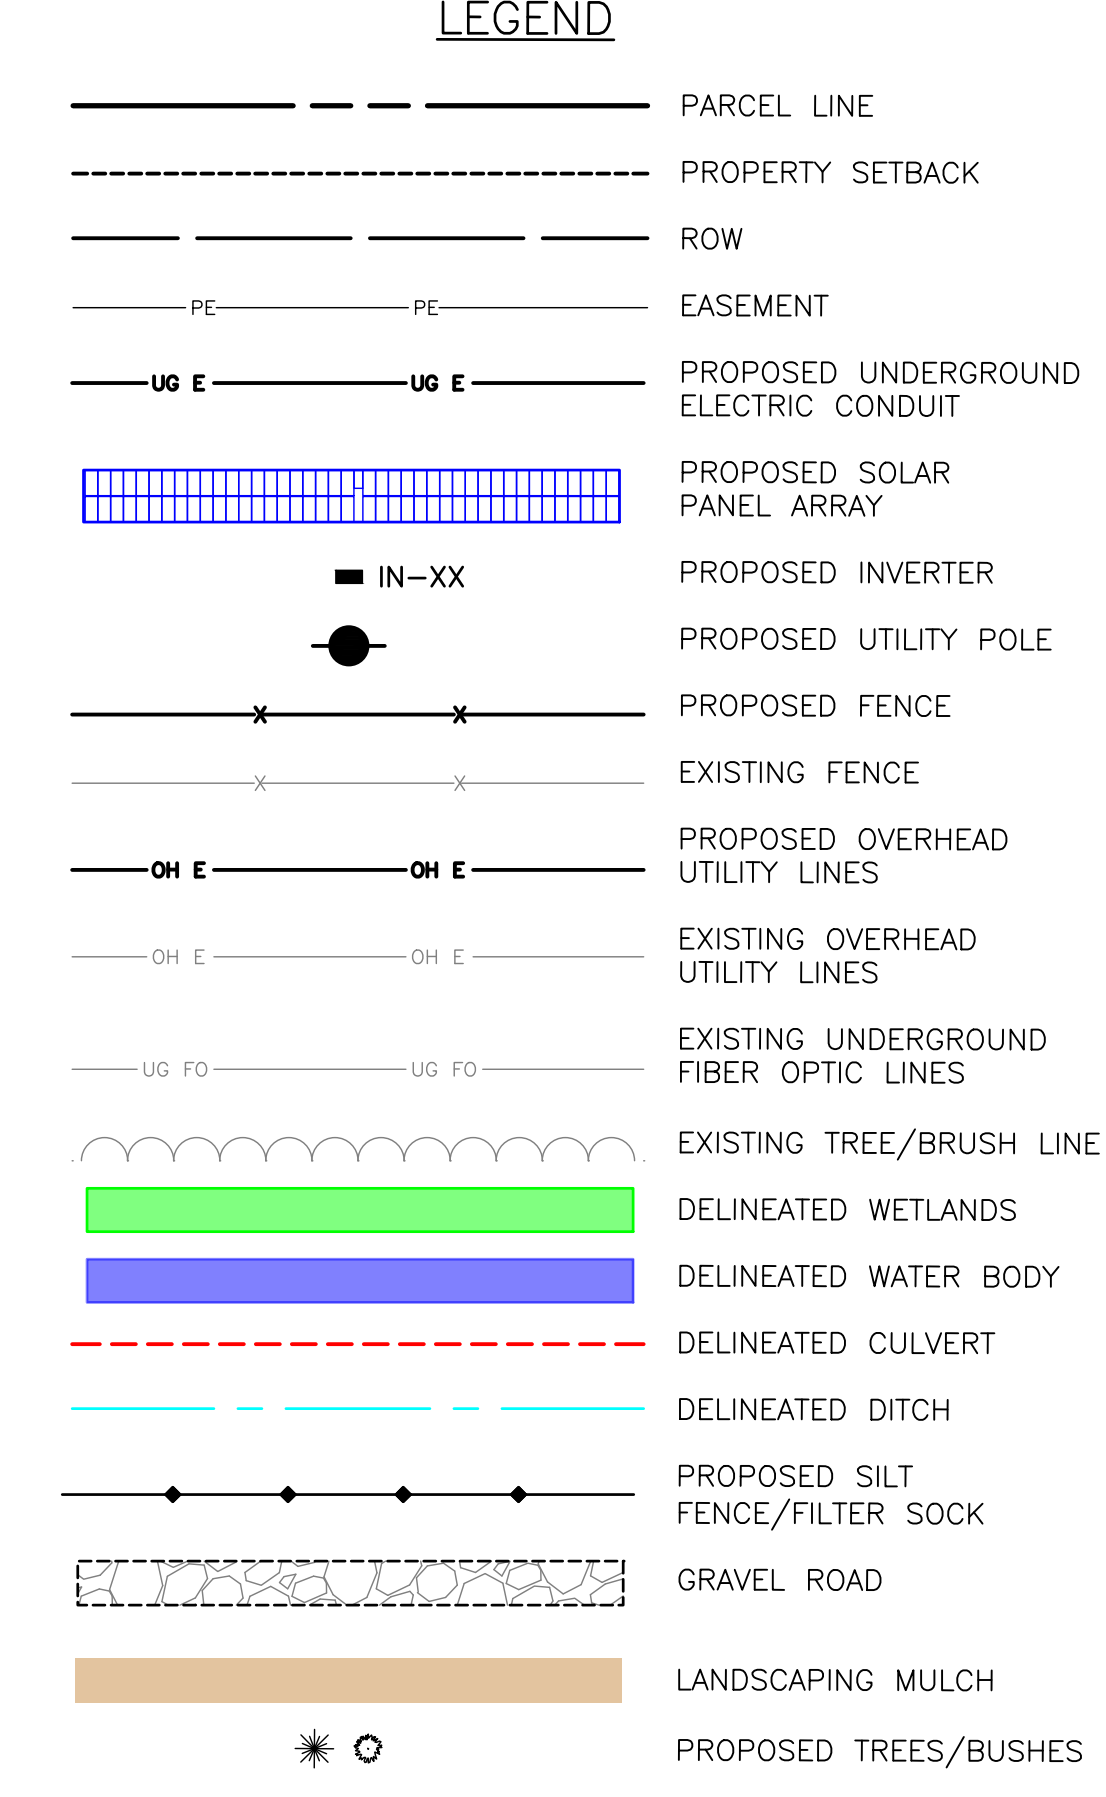 LEGEND
PARCEL LINE
PROPERTY SETBACK
ROW
PE PE EASEMENT
UG E UG E PROPOSED UNDERGROUND
ELECTRIC CONDUIT
PROPOSED SOLAR
PANEL ARRAY
IN-XX PROPOSED INVERTER
PROPOSED UTILITY POLE
X X PROPOSED FENCE
X X EXISTING FENCE
OH E OH E PROPOSED OVERHEAD
UTILITY LINES
OH E OH E EXISTING OVERHEAD
UTILITY LINES
UG FO UG FO EXISTING UNDERGROUND
FIBER OPTIC LINES
EXISTING TREE/BRUSH LINE
DELINEATED WETLANDS
DELINEATED WATER BODY
DELINEATED CULVERT
DELINEATED DITCH
PROPOSED SILT
FENCE/FILTER SOCK
GRAVEL ROAD
LANDSCAPING MULCH
PROPOSED TREES/BUSHES